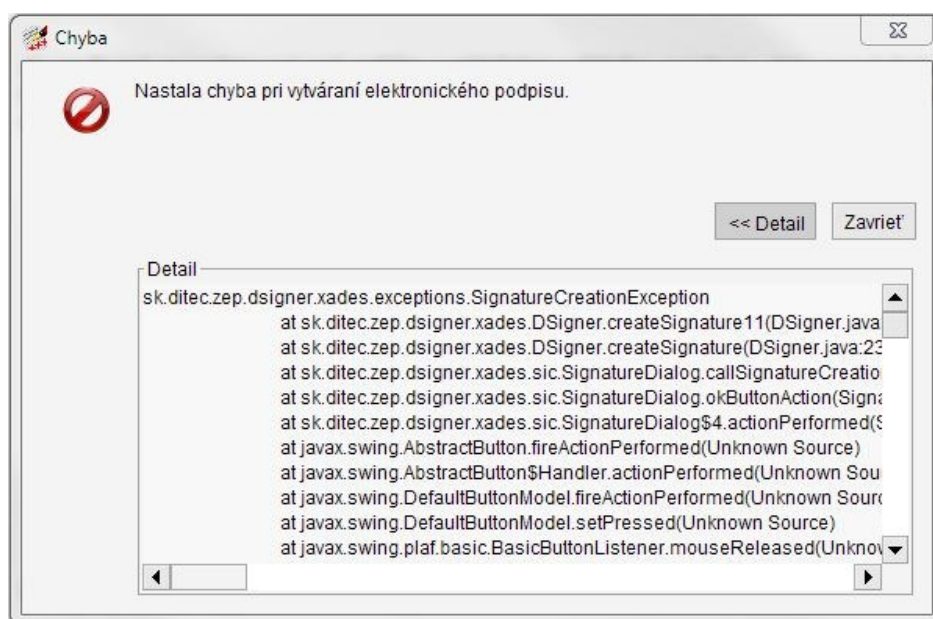 Chyba
Nastala chyba pri vytváraní elektronického podpisu.
<< Detail
Zavrieť
Detail
sk.ditec.zep.dsigner.xades.exceptions.SignatureCreationException
at sk.ditec.zep.dsigner.xades.DSigner.createSignature11(DSigner.java
at sk.ditec.zep.dsigner.xades.DSigner.createSignature(DSigner.java:23
at sk.ditec.zep.dsigner.xades.sic.SignatureDialog.callSignatureCreatio
at sk.ditec.zep.dsigner.xades.sic.SignatureDialog.okButtonAction(Signa
at sk.ditec.zep.dsigner.xades.sic.SignatureDialog$4.actionPerformed(S
at javax.swing.AbstractButton.fireActionPerformed(Unknown Source)
at javax.swing.AbstractButton$Handler.actionPerformed(Unknown Sou
at javax.swing.DefaultButtonModel.fireActionPerformed(Unknown Sourc
at javax.swing.DefaultButtonModel.setPressed(Unknown Source)
at javax.swing.plaf.basic.BasicButtonListener.mouseReleased(Unknov